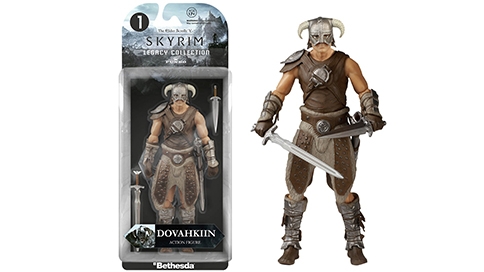 1
The Elder Scrolls V
SKYRIM
LEGACY COLLECTION
FUNKO
DOVAHKIIN
ACTION FIGURE
Bethesda